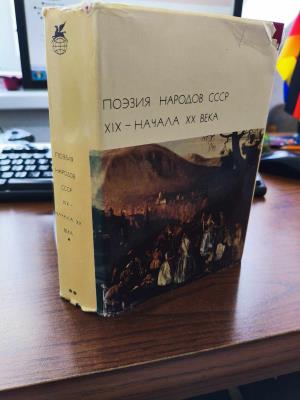 ПОЭЗИЯ НАРОДОВ СССР
XIX – НАЧАЛА XX ВЕКА
ПОЭЗИЯ
НАРОДОВ
СССР
XIX –
НАЧАЛА XX
ВЕКА